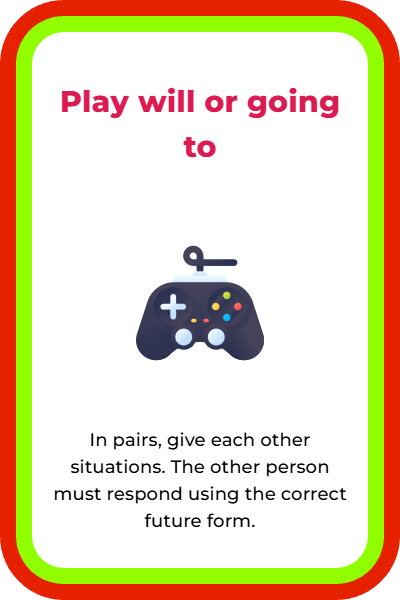 Play will or going
to
In pairs, give each other
situations. The other person
must respond using the correct
future form.